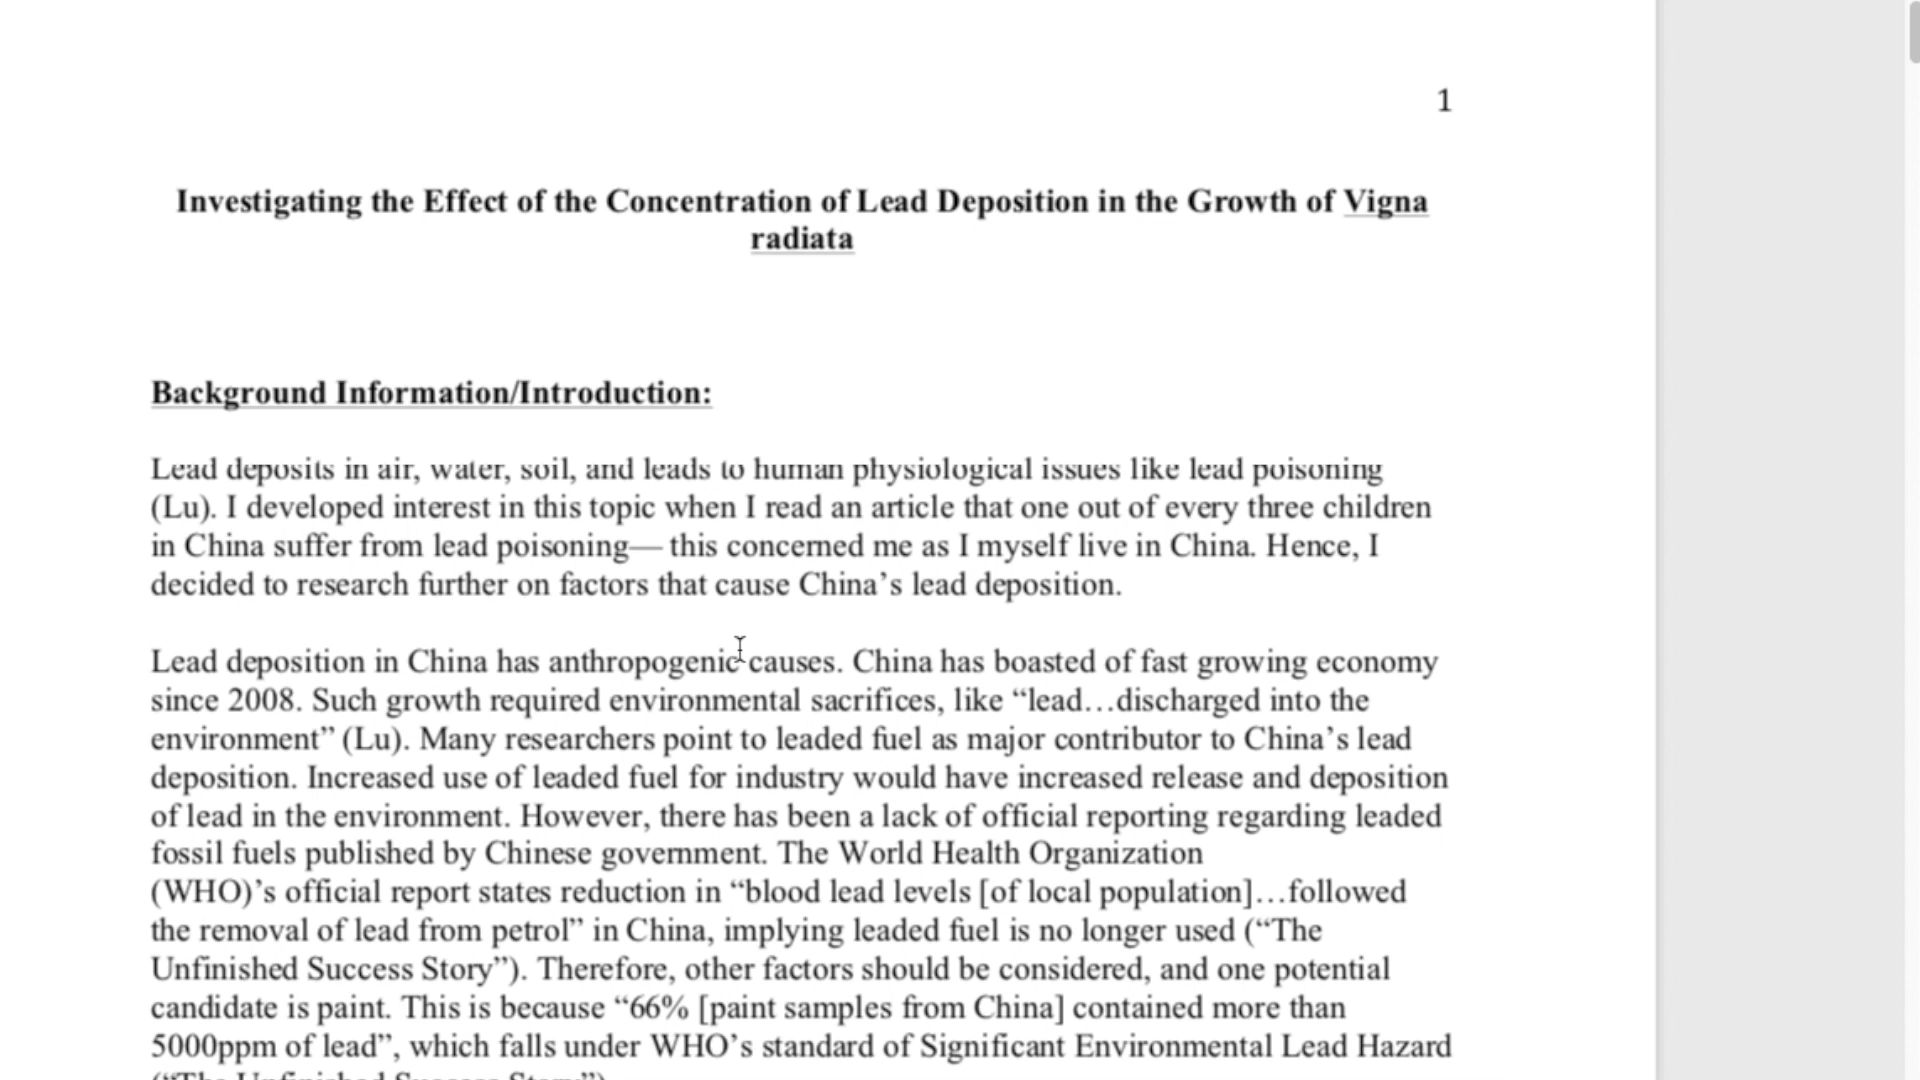 1
Investigating the Effect of the Concentration of Lead Deposition in the Growth of Vigna
radiata
Background Information/Introduction:
Lead deposits in air, water, soil, and leads to human physiological issues like lead poisoning
(Lu). I developed interest in this topic when I read an article that one out of every three children
in China suffer from lead poisoning— this concerned me as I myself live in China. Hence, I
decided to research further on factors that cause China’s lead deposition.
Lead deposition in China has anthropogenic causes. China has boasted of fast growing economy
since 2008. Such growth required environmental sacrifices, like “lead…discharged into the
environment” (Lu). Many researchers point to leaded fuel as major contributor to China’s lead
deposition. Increased use of leaded fuel for industry would have increased release and deposition
of lead in the environment. However, there has been a lack of official reporting regarding leaded
fossil fuels published by Chinese government. The World Health Organization
(WHO)’s official report states reduction in “blood lead levels [of local population]…followed
the removal of lead from petrol” in China, implying leaded fuel is no longer used (“The
Unfinished Success Story”). Therefore, other factors should be considered, and one potential
candidate is paint. This is because “66% [paint samples from China] contained more than
5000ppm of lead”, which falls under WHO’s standard of Significant Environmental Lead Hazard
(“The Unfinished Success Story”)